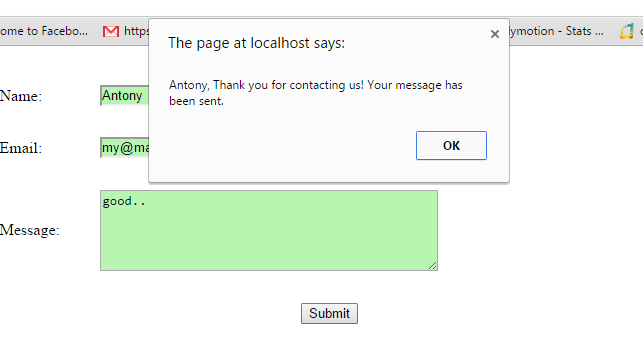 ome to Facebo... https lymotion - Stats ...
The page at localhost says:
Antony, Thank you for contacting us! Your message has
been sent.
OK
Name: Antony
Email: my@ma
Message: good..
Submit